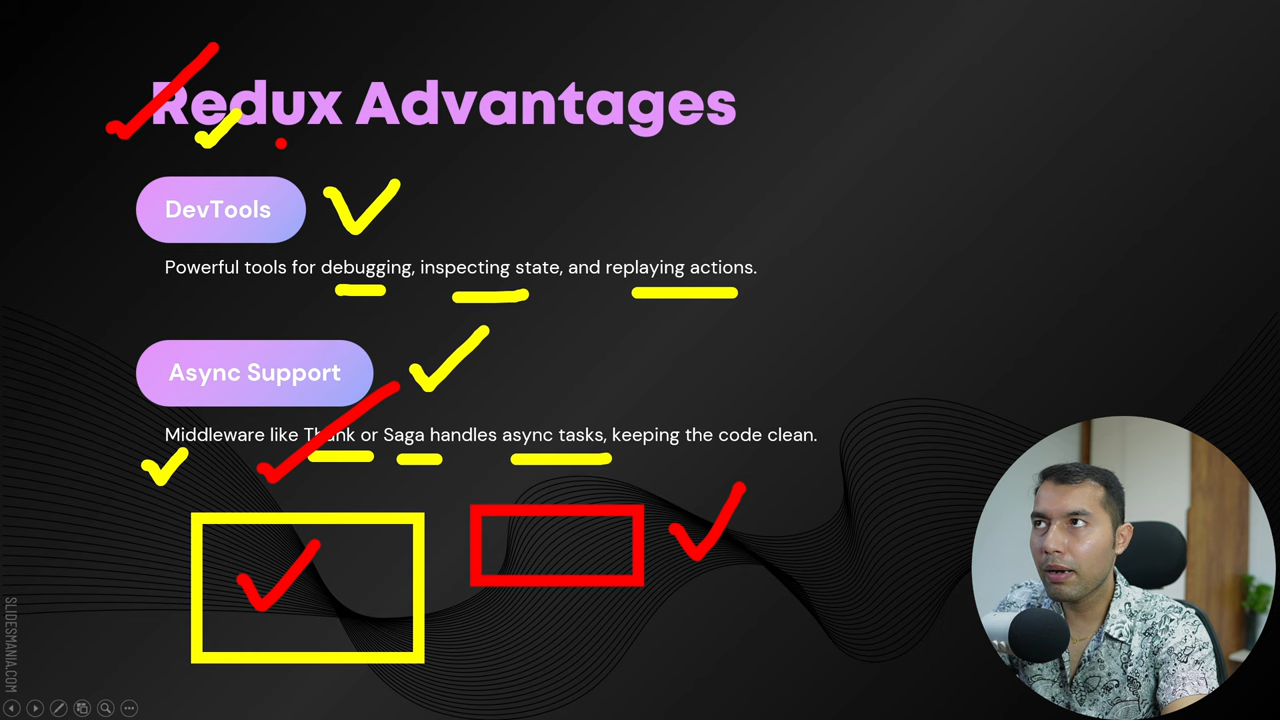 Redux Advantages
DevTools
Powerful tools for debugging, inspecting state, and replaying actions.
Async Support
Middleware like Thunk or Saga handles async tasks, keeping the code clean.
SLIDESMANIA.COM